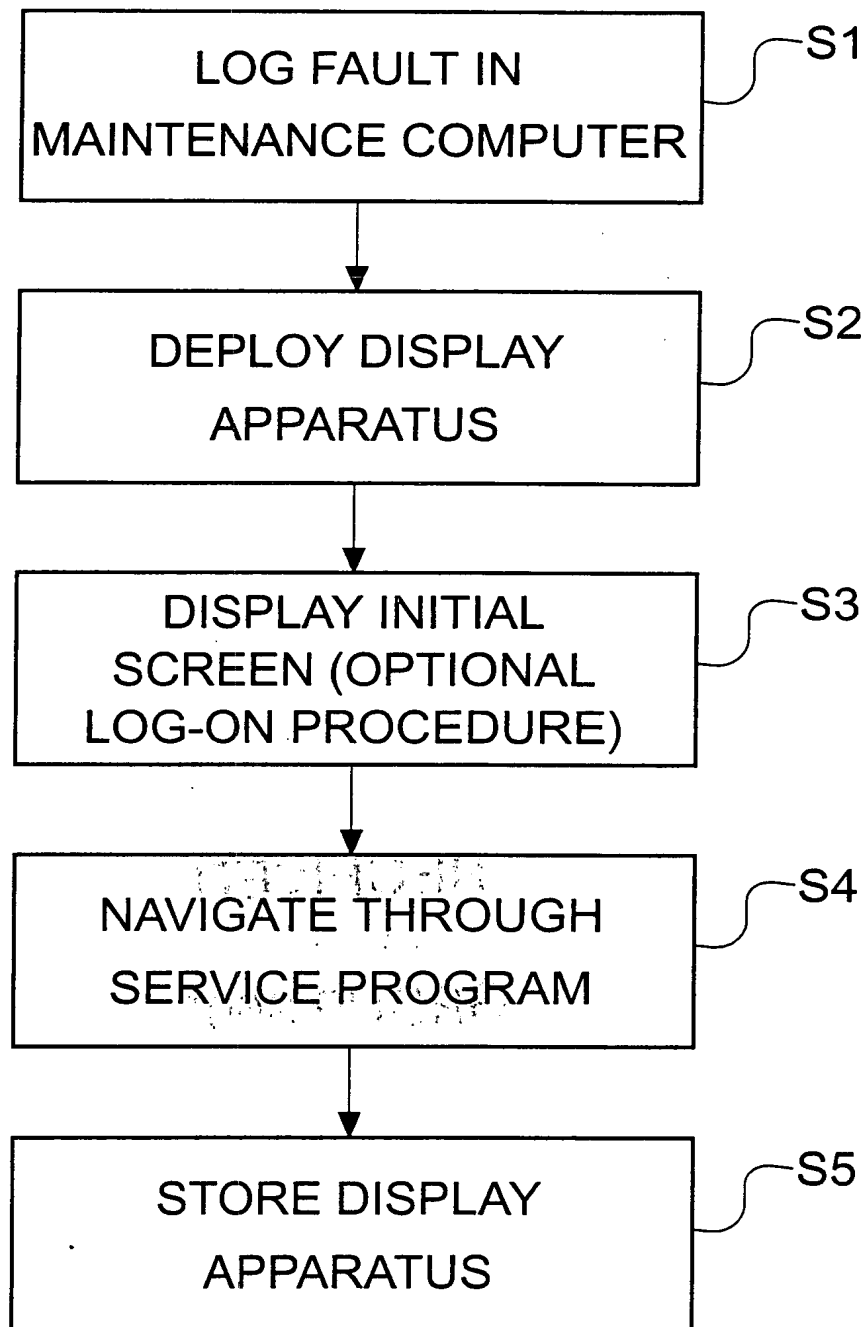 LOG FAULT IN
MAINTENANCE COMPUTER
S1
DEPLOY DISPLAY
APPARATUS
S2
DISPLAY INITIAL
SCREEN (OPTIONAL
LOG-ON PROCEDURE)
S3
NAVIGATE THROUGH
SERVICE PROGRAM
S4
STORE DISPLAY
APPARATUS
S5